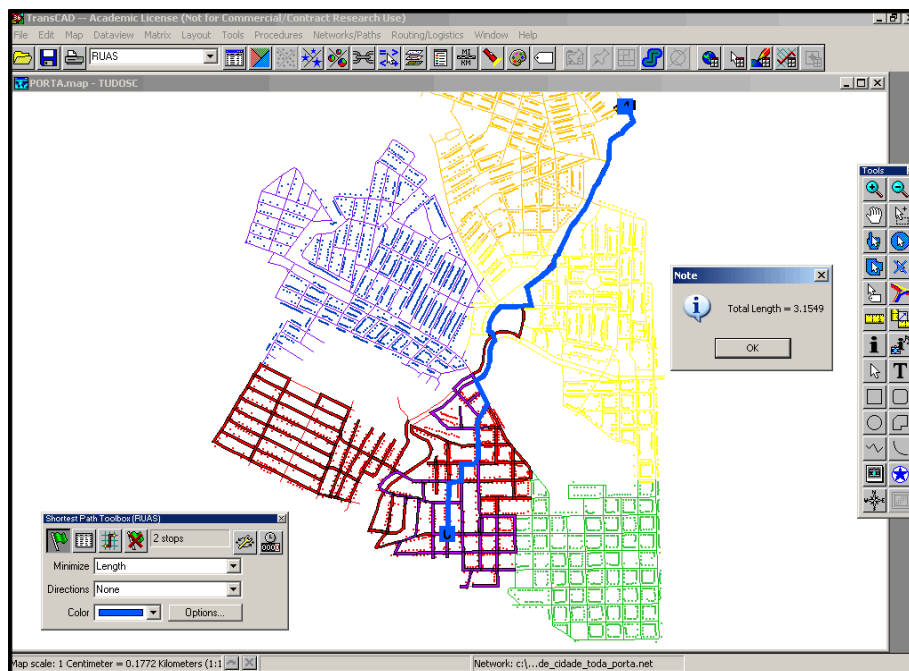 TransCAD -- Academic License (Not for Commercial/Contract Research Use)
File Edit Map Dataview Matrix Layout Tools Procedures Networks/Paths Routing/Logistics Window Help
RUAS
MI KM
PORTA.map - TUDOSC
Tools
Note
Total Length = 3.1549
OK
T
Shortest Path Toolbox (RUAS)
2 stops
Minimize Length
Directions None
Color Options...
Map scale: 1 Centimeter = 0.1772 Kilometers (1:1
Network: c:\...de_cidade_toda_porta.net